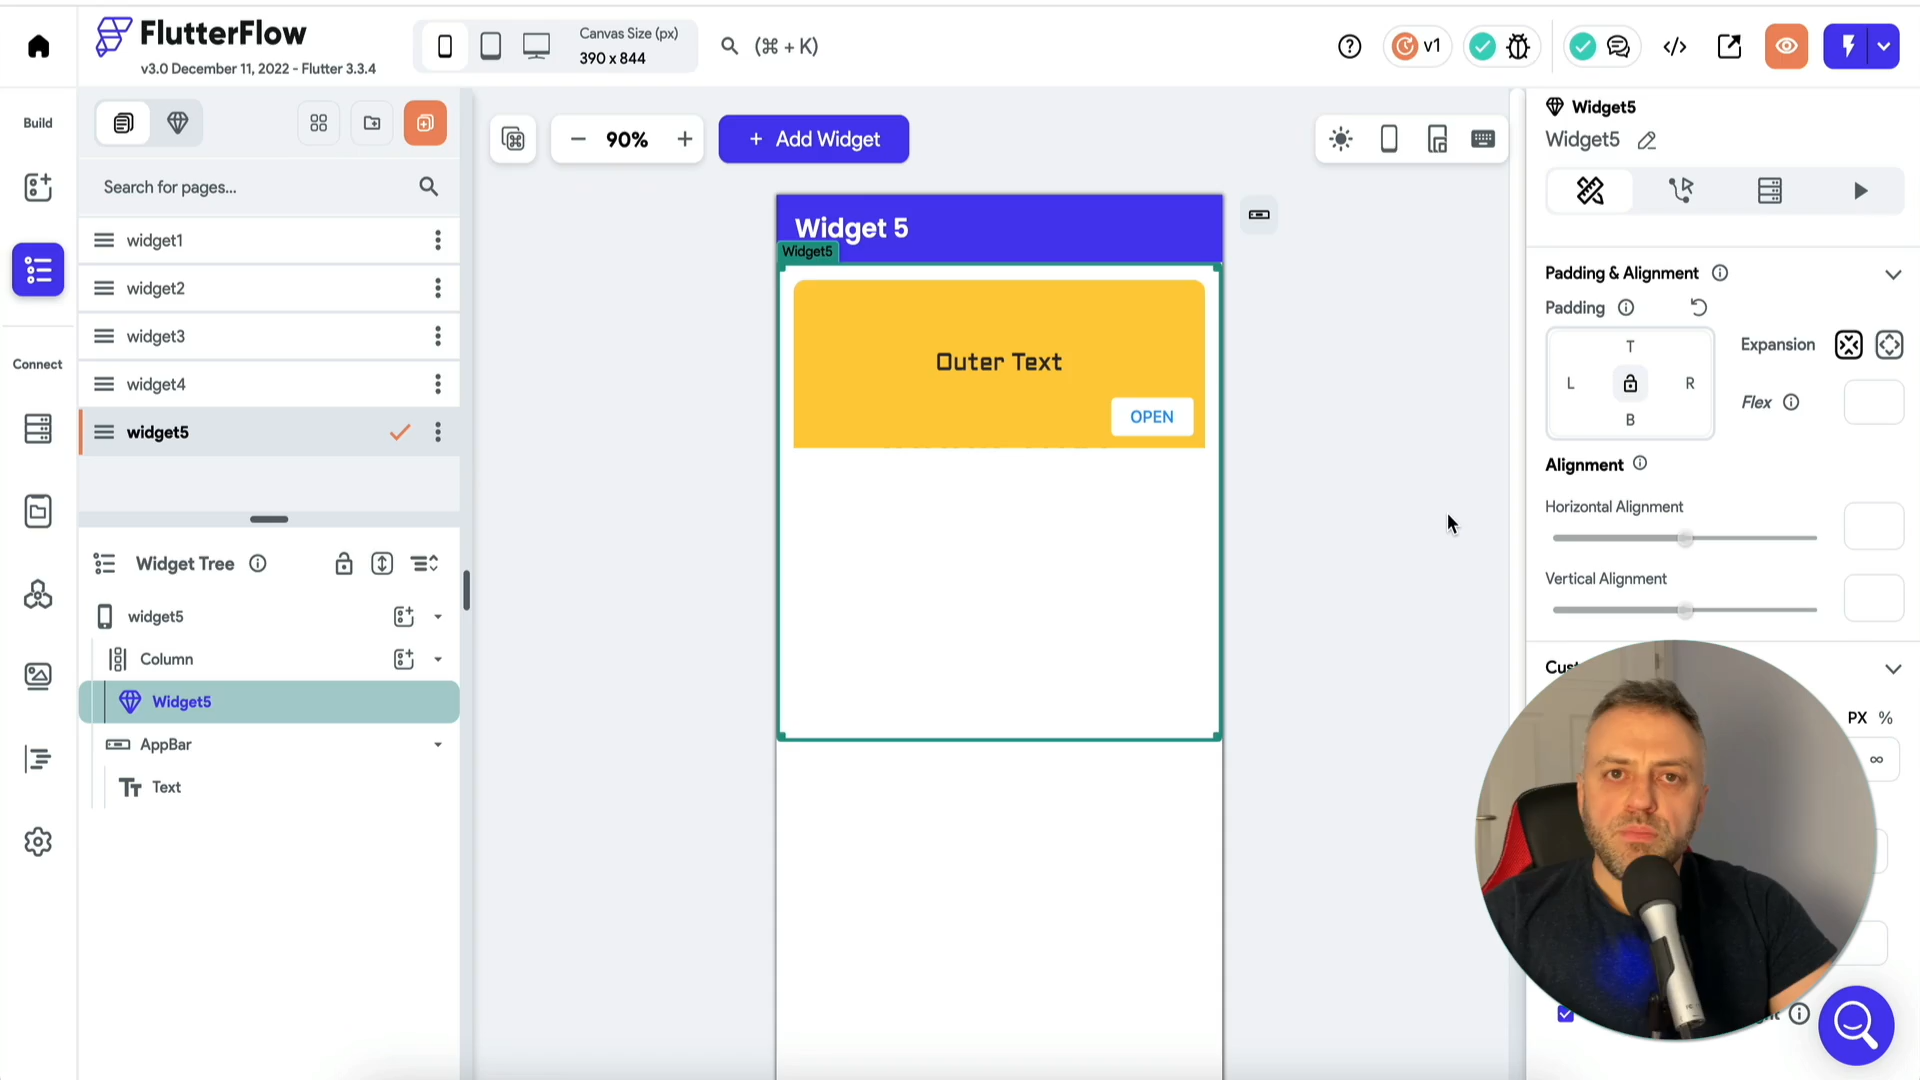 FlutterFlow
v3.0 December 11, 2022 - Flutter 3.3.4
Canvas Size (px)
390 x 844
(⌘ + K)
v1
Build
Search for pages...
widget1
widget2
widget3
widget4
widget5
Connect
Widget Tree
widget5
Column
Widget5
AppBar
Text
90%
+ Add Widget
Widget 5
Widget5
Outer Text
OPEN
Widget5
Widget5
Padding & Alignment
Padding
T
L
R
B
Expansion
Flex
Alignment
Horizontal Alignment
Vertical Alignment
PX %
∞